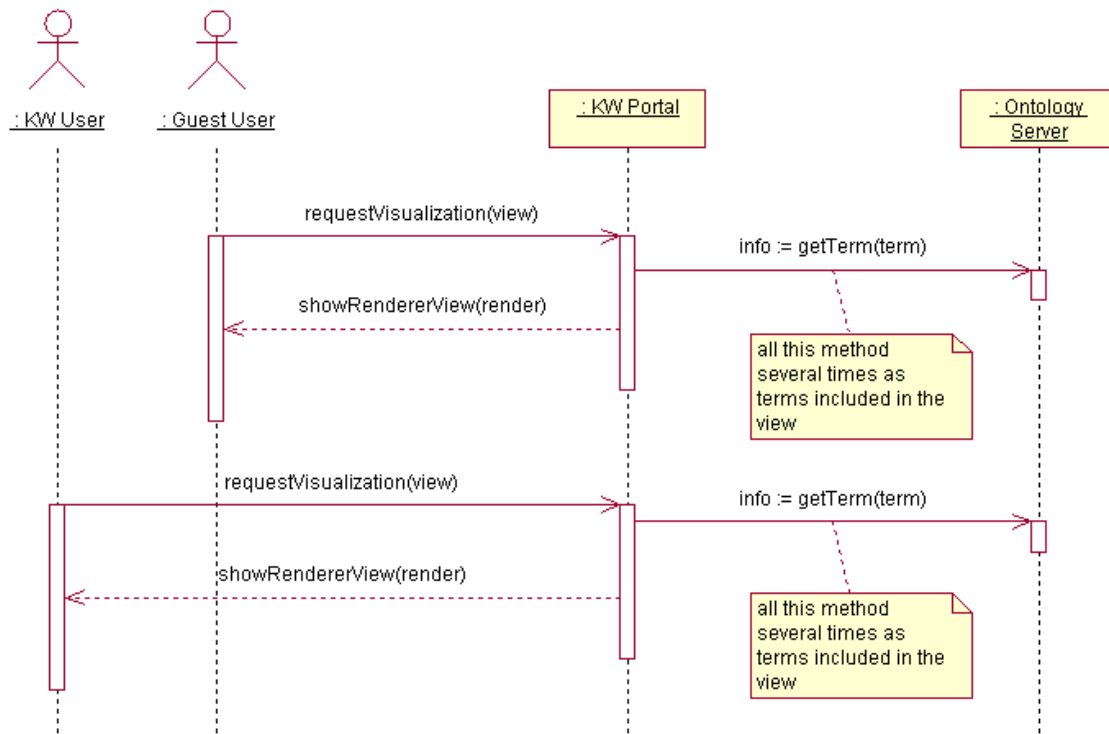 : KW User
: Guest User
: KW Portal
: Ontology
Server
requestVisualization(view)
info := getTerm(term)
showRendererView(render)
all this method
several times as
terms included in the
view
requestVisualization(view)
info := getTerm(term)
showRendererView(render)
all this method
several times as
terms included in the
view